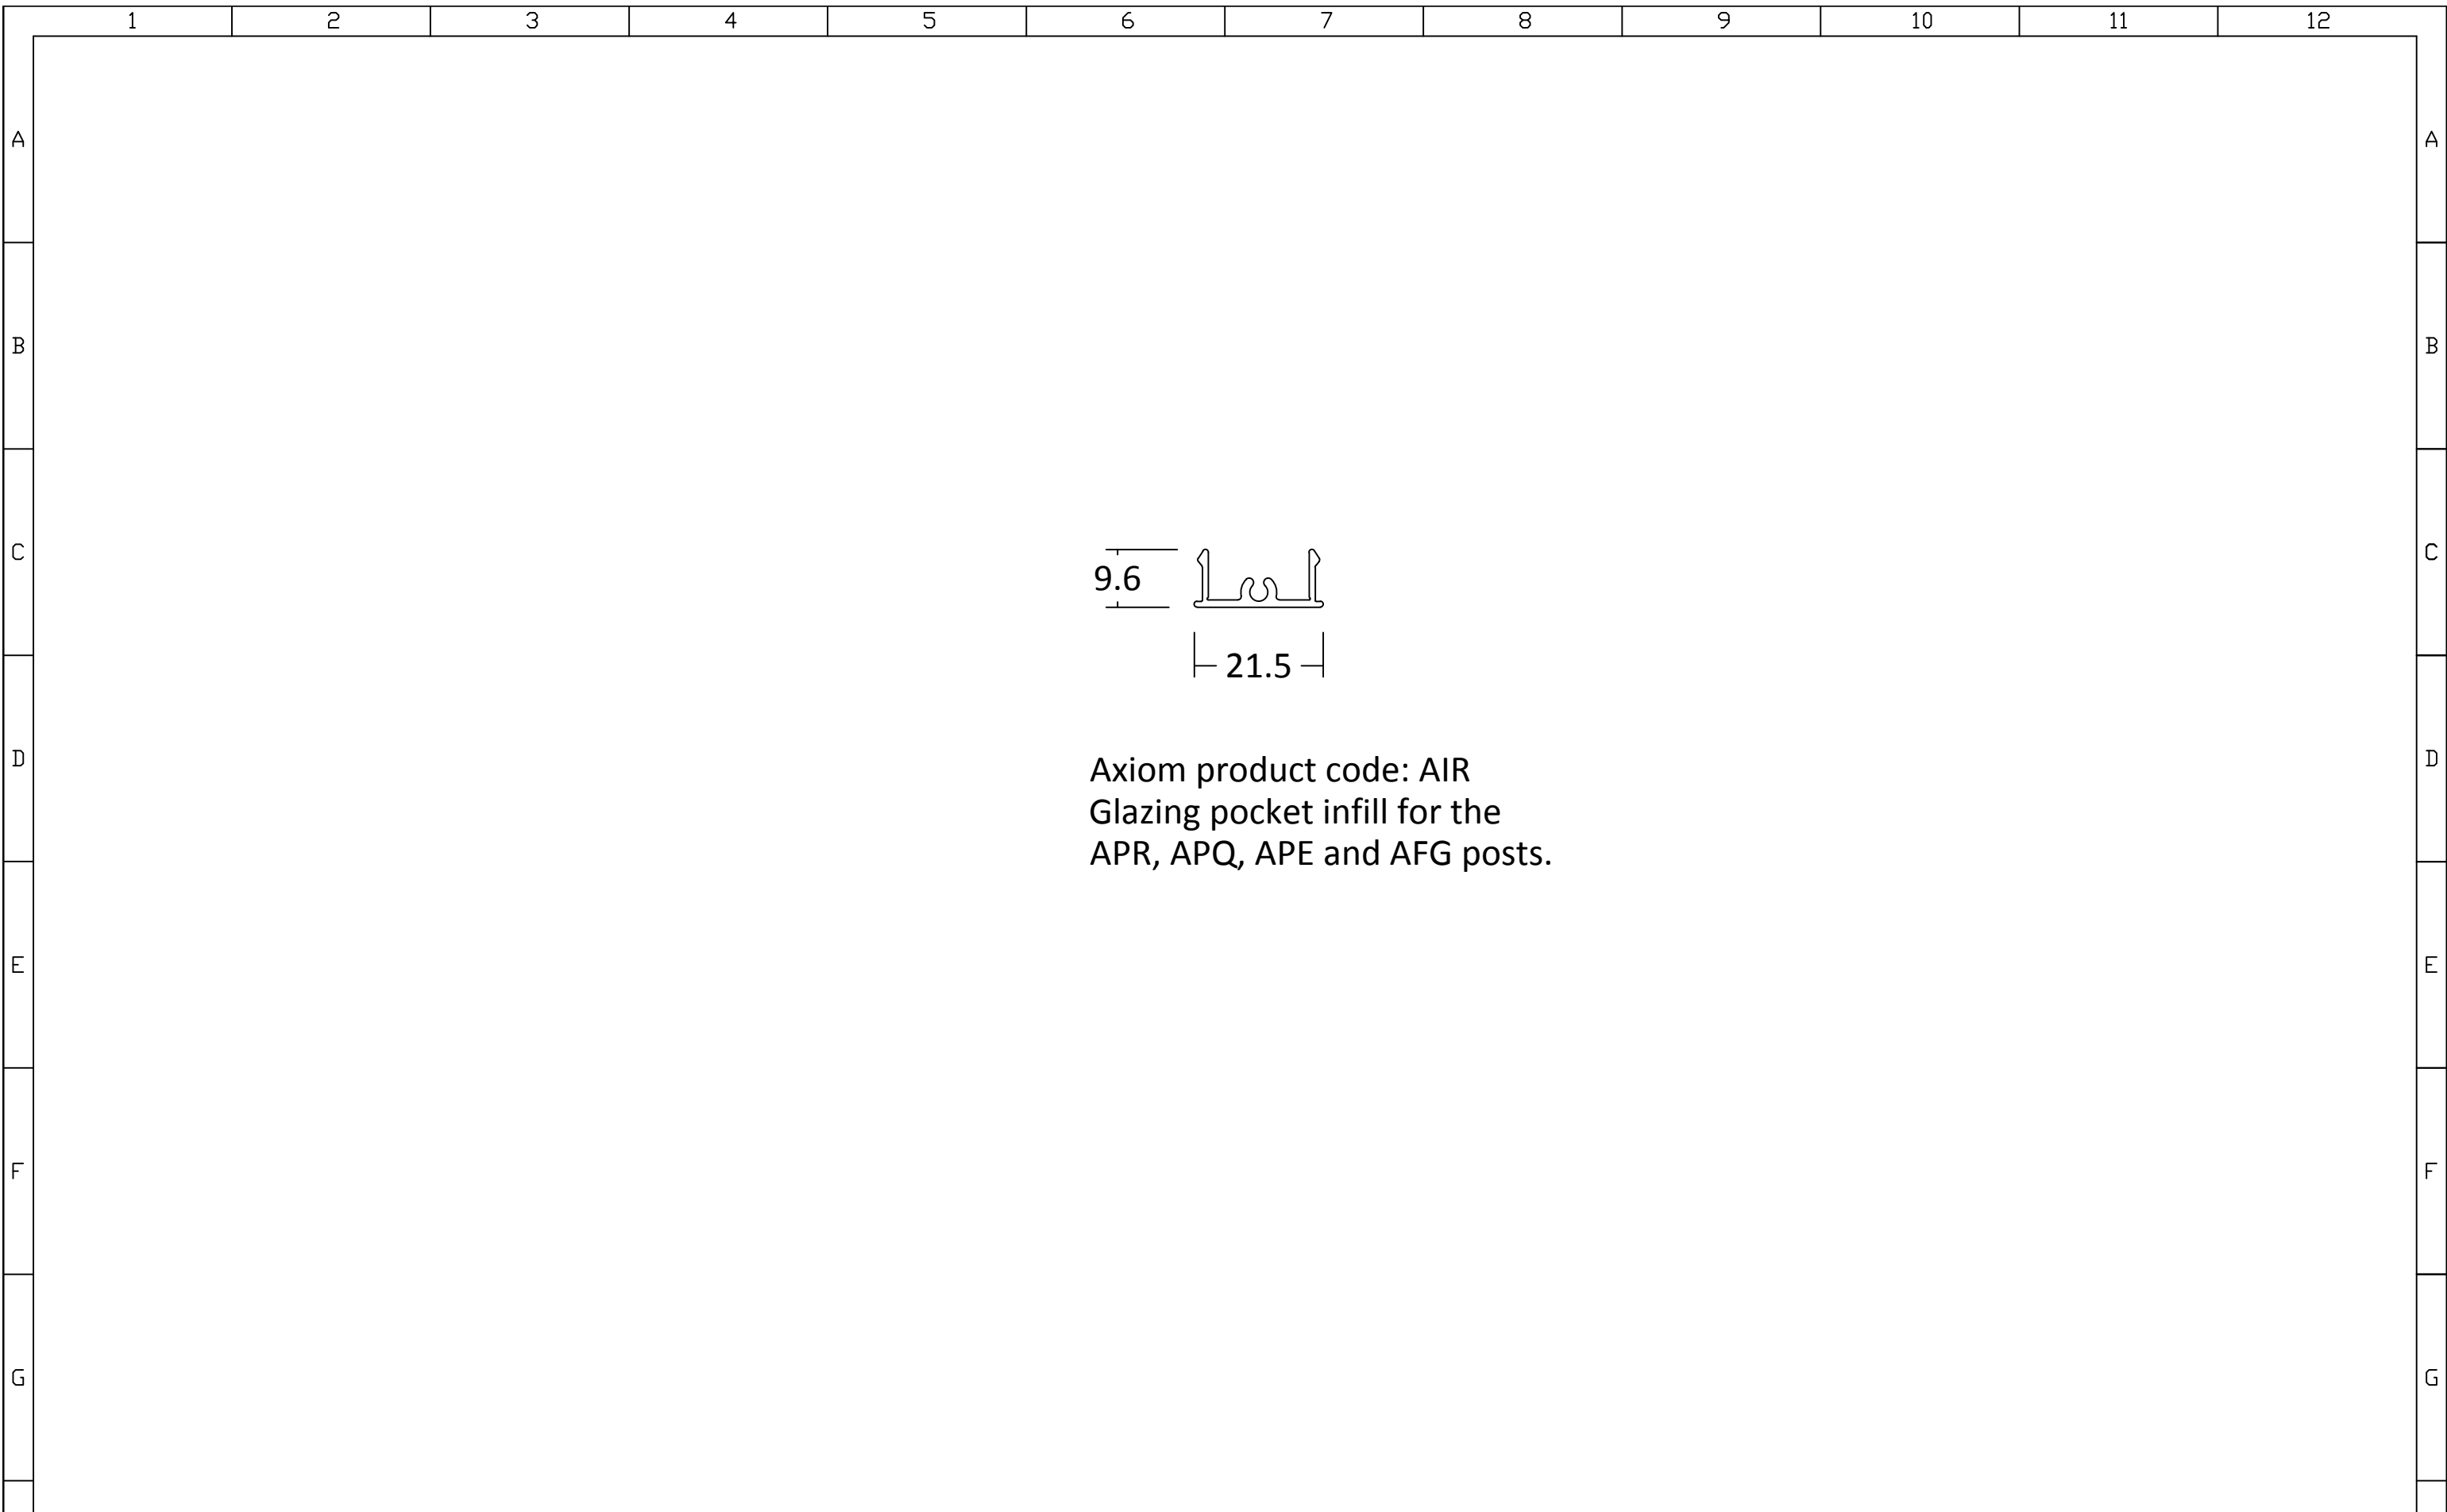 1 2 3 4 5 6 7 8 9 10 11 12
A A
B B
C C
9.6
21.5
D D
Axiom product code: AIR
Glazing pocket infill for the
APR, APQ, APE and AFG posts.
E E
F F
G G